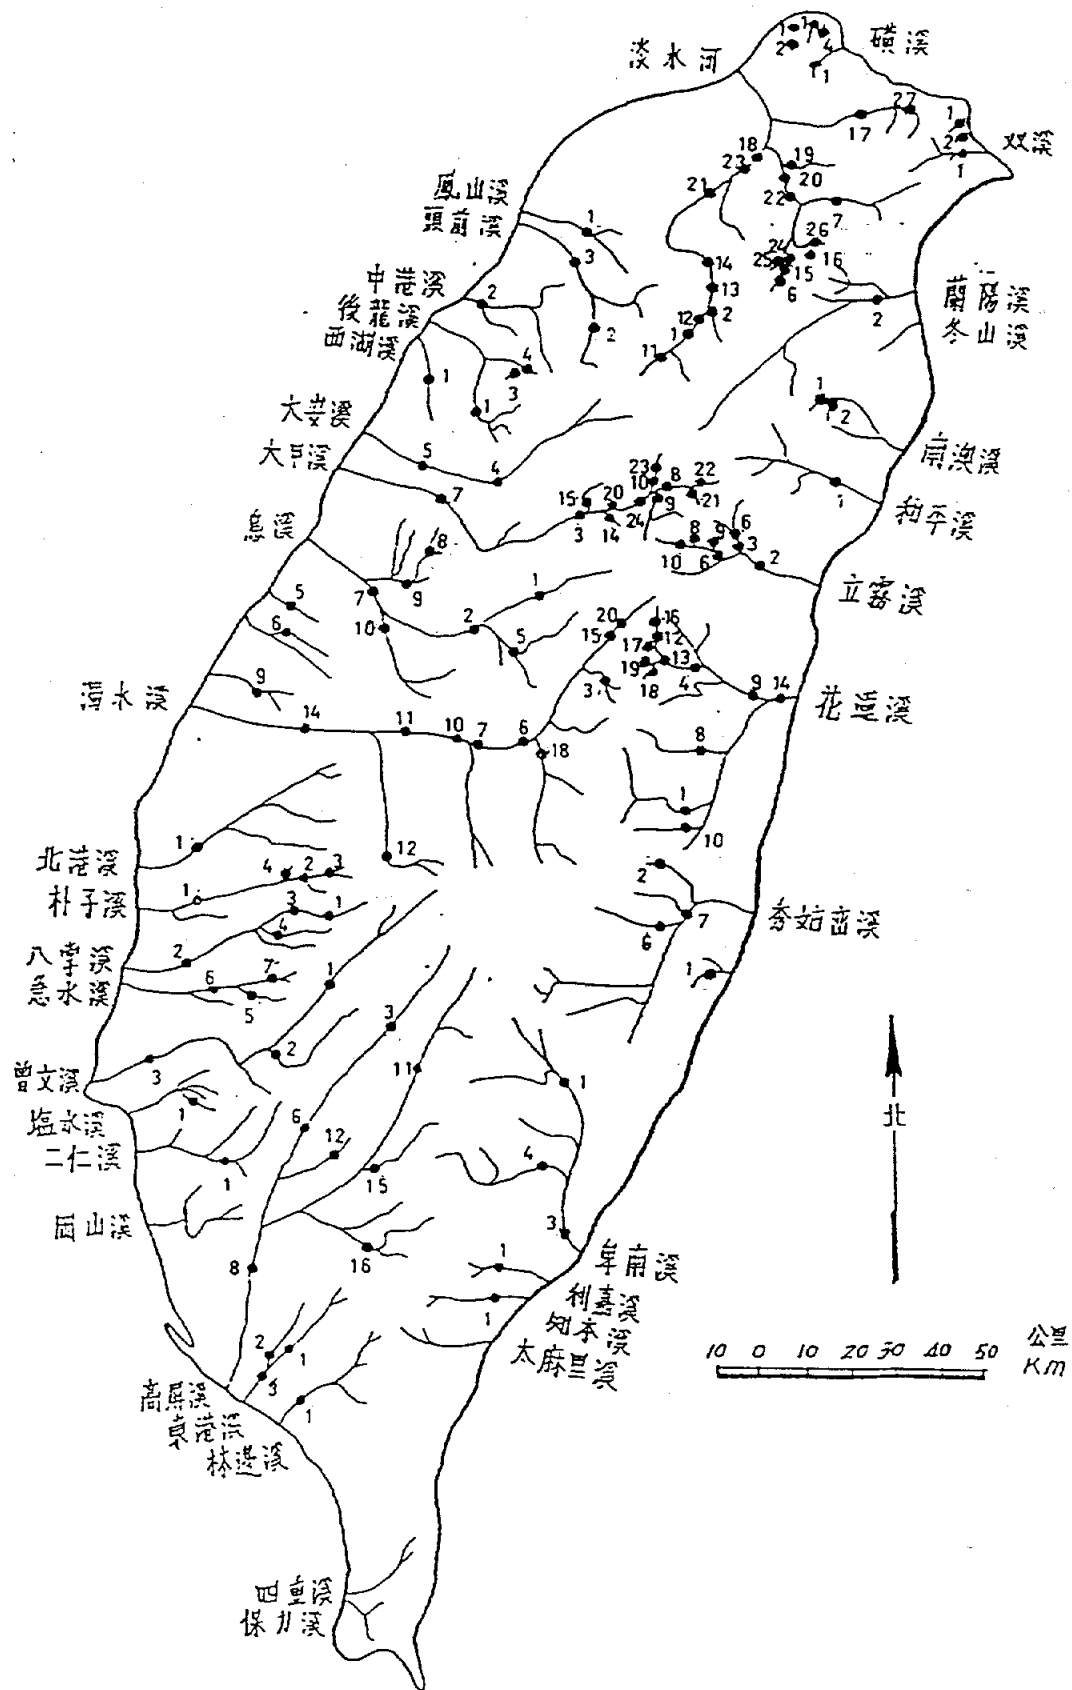 磺溪
淡水河
双溪
鳳山溪
頭前溪
中港溪
後龍溪
西湖溪
蘭陽溪
冬山溪
大安溪
大甲溪
南澳溪
和平溪
烏溪
立霧溪
濁水溪
花蓮溪
北港溪
朴子溪
秀姑巒溪
八掌溪
急水溪
曾文溪
塩水溪
二仁溪
北
岡山溪
卑南溪
利嘉溪
知本溪
太麻里溪
10 0 10 20 30 40 50 公里
Km
高屏溪
東港溪
林邊溪
四重溪
保力溪